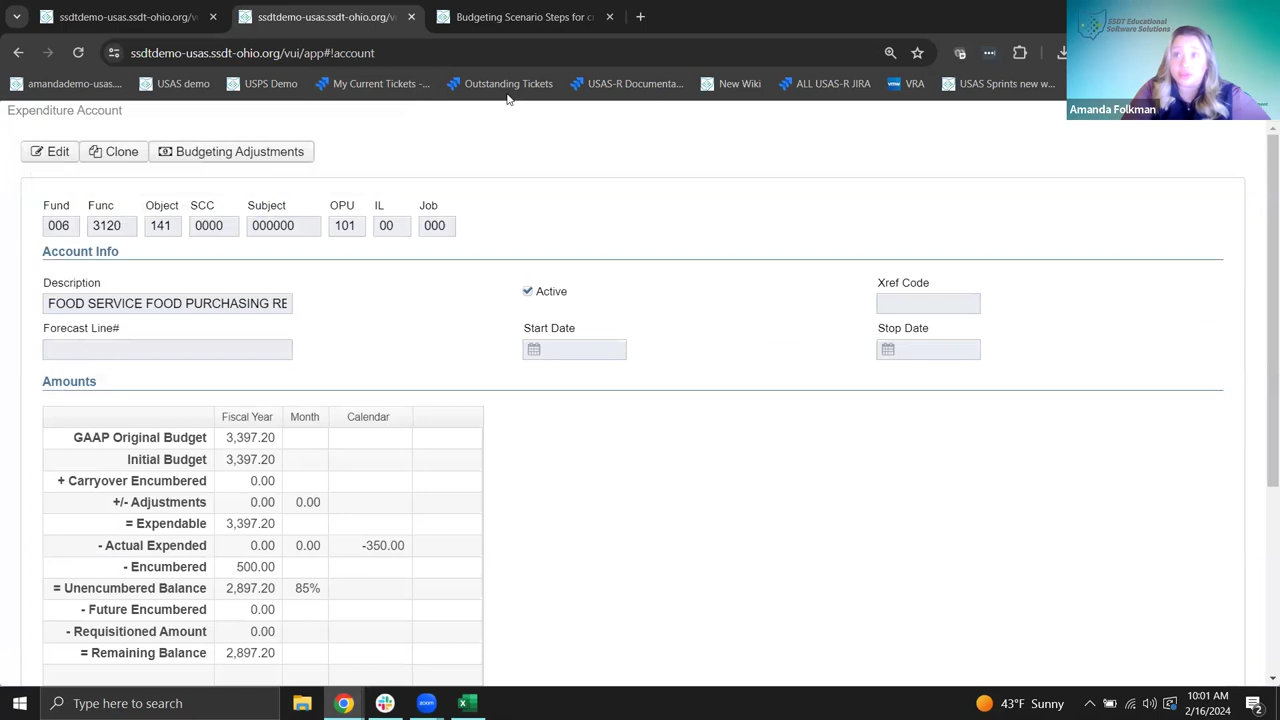 ssdtdemo-usas.ssdt-ohio.org/v
ssdtdemo-usas.ssdt-ohio.org/v
Budgeting Scenario Steps for c
ssdtdemo-usas.ssdt-ohio.org/vui/app#!account
amandademo-usas....
USAS demo
USPS Demo
My Current Tickets -...
Outstanding Tickets
USAS-R Documenta...
New Wiki
ALL USAS-R JIRA
VRA
USAS Sprints new w...
SSDT Educational
Software Solutions
Amanda Folkman
Expenditure Account
Edit
Clone
Budgeting Adjustments
Fund Func Object SCC Subject OPU IL Job
006 3120 141 0000 000000 101 00 000
Account Info
Description
FOOD SERVICE FOOD PURCHASING RE
Active
Xref Code
Forecast Line#
Start Date
Stop Date
Amounts
Fiscal Year Month Calendar
GAAP Original Budget 3,397.20
Initial Budget 3,397.20
+ Carryover Encumbered 0.00
+/- Adjustments 0.00 0.00
= Expendable 3,397.20
- Actual Expended 0.00 0.00 -350.00
- Encumbered 500.00
= Unencumbered Balance 2,897.20 85%
- Future Encumbered 0.00
- Requisitioned Amount 0.00
= Remaining Balance 2,897.20
Type here to search
zoom
43°F Sunny
10:01 AM
2/16/2024
2